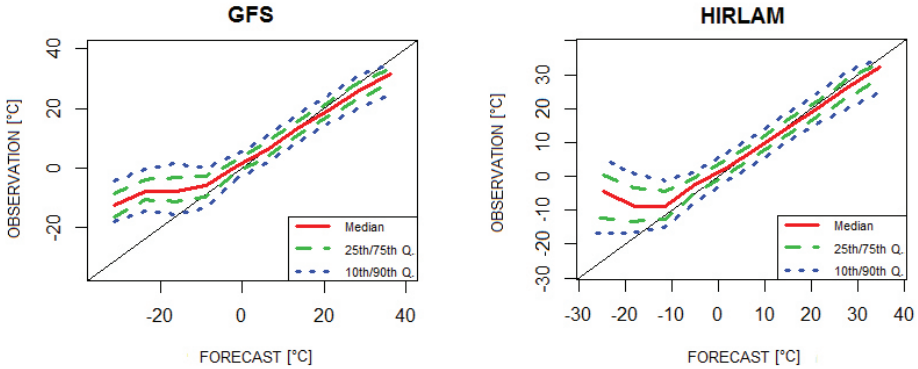 GFS
HIRLAM
OBSERVATION [°C]
40
20
0
-20
-20
0
20
40
FORECAST [°C]
Median
25th/75th Q.
10th/90th Q.
OBSERVATION [°C]
30
20
10
0
-10
-20
-30
-30
-20
-10
0
10
20
30
40
FORECAST [°C]
Median
25th/75th Q.
10th/90th Q.